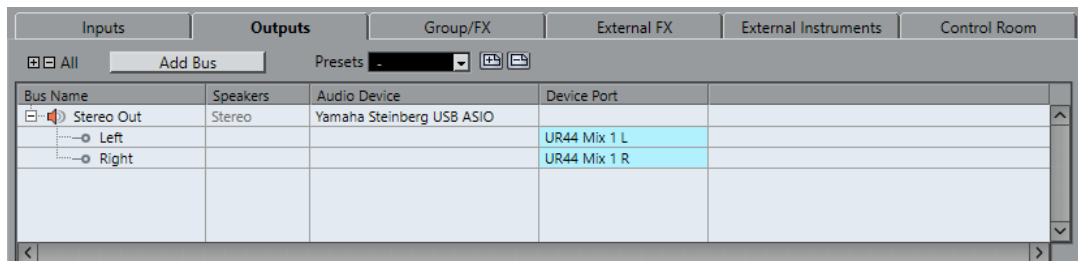 Inputs Outputs Group/FX External FX External Instruments Control Room
All Add Bus Presets -
Bus Name Speakers Audio Device Device Port
Stereo Out Stereo Yamaha Steinberg USB ASIO
Left UR44 Mix 1 L
Right UR44 Mix 1 R